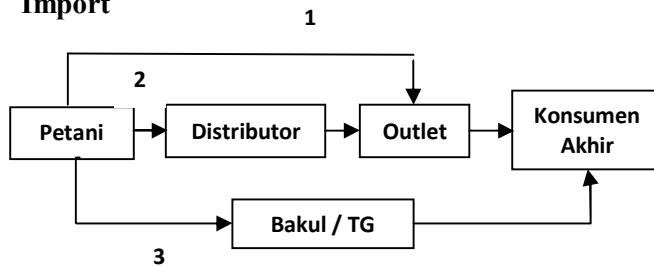 Import
1
2
Petani
Distributor
Outlet
Konsumen
Akhir
Bakul / TG
3